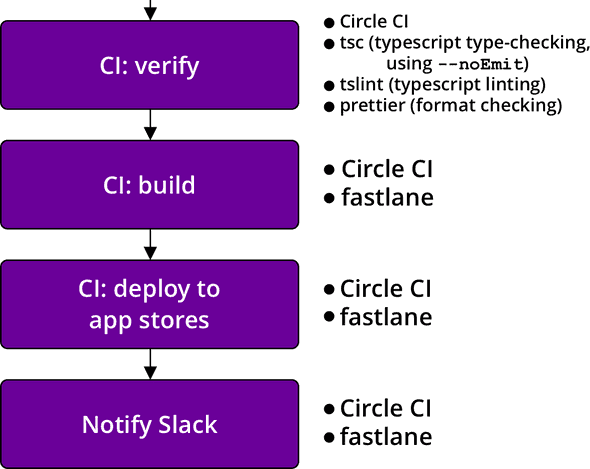 CI: verify
● Circle CI
● tsc (typescript type-checking,
using --noEmit)
● tslint (typescript linting)
● prettier (format checking)
CI: build
● Circle CI
● fastlane
CI: deploy to
app stores
● Circle CI
● fastlane
Notify Slack
● Circle CI
● fastlane